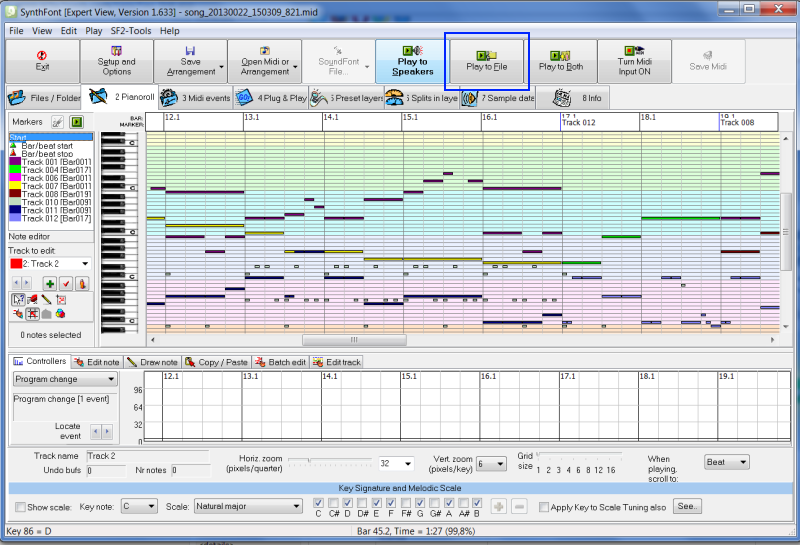 SynthFont [Expert View, Version 1.633] - song_20130022_150309_821.mid
File View Edit Play SF2-Tools Help
Exit
Setup and Options
Save Arrangement
Open Midi or Arrangement
SoundFont File...
Play to Speakers
Play to File
Play to Both
Turn Midi Input ON
Save Midi
Files / Folder
2 Pianoroll
3 Midi events
4 Plug & Play
5 Preset layers
6 Splits in laye
7 Sample data
8 Info
Markers
BAR: 12.1 13.1 14.1 15.1 16.1 17.1 18.1 19.1
MARKER: Track 012 Track 008
Start
Bar/beat start
Bar/beat stop
Track 001 [Bar001]
Track 004 [Bar017]
Track 006 [Bar001]
Track 007 [Bar001]
Track 008 [Bar019]
Track 010 [Bar009]
Track 011 [Bar009]
Track 012 [Bar017]
Note editor
Track to edit
2: Track 2
0 notes selected
C
C
C
C
Controllers
Edit note
Draw note
Copy / Paste
Batch edit
Edit track
Program change
Program change [1 event]
Locate event
12.1 13.1 14.1 15.1 16.1 17.1 18.1 19.1
96
64
32
0
Track name Track 2
Undo bufs 0 Nr notes 0
Horiz. zoom (pixels/quarter) 32
Vert. zoom (pixels/key) 6
Grid size 1 2 3 4 6 8 12 16
When playing, scroll to: Beat
Key Signature and Melodic Scale
Show scale: Key note: C Scale: Natural major
C C# D D# E F F# G G# A A# B
Apply Key to Scale Tuning also See..
Key 86 = D
Bar 45.2, Time = 1:27 (99,8%)